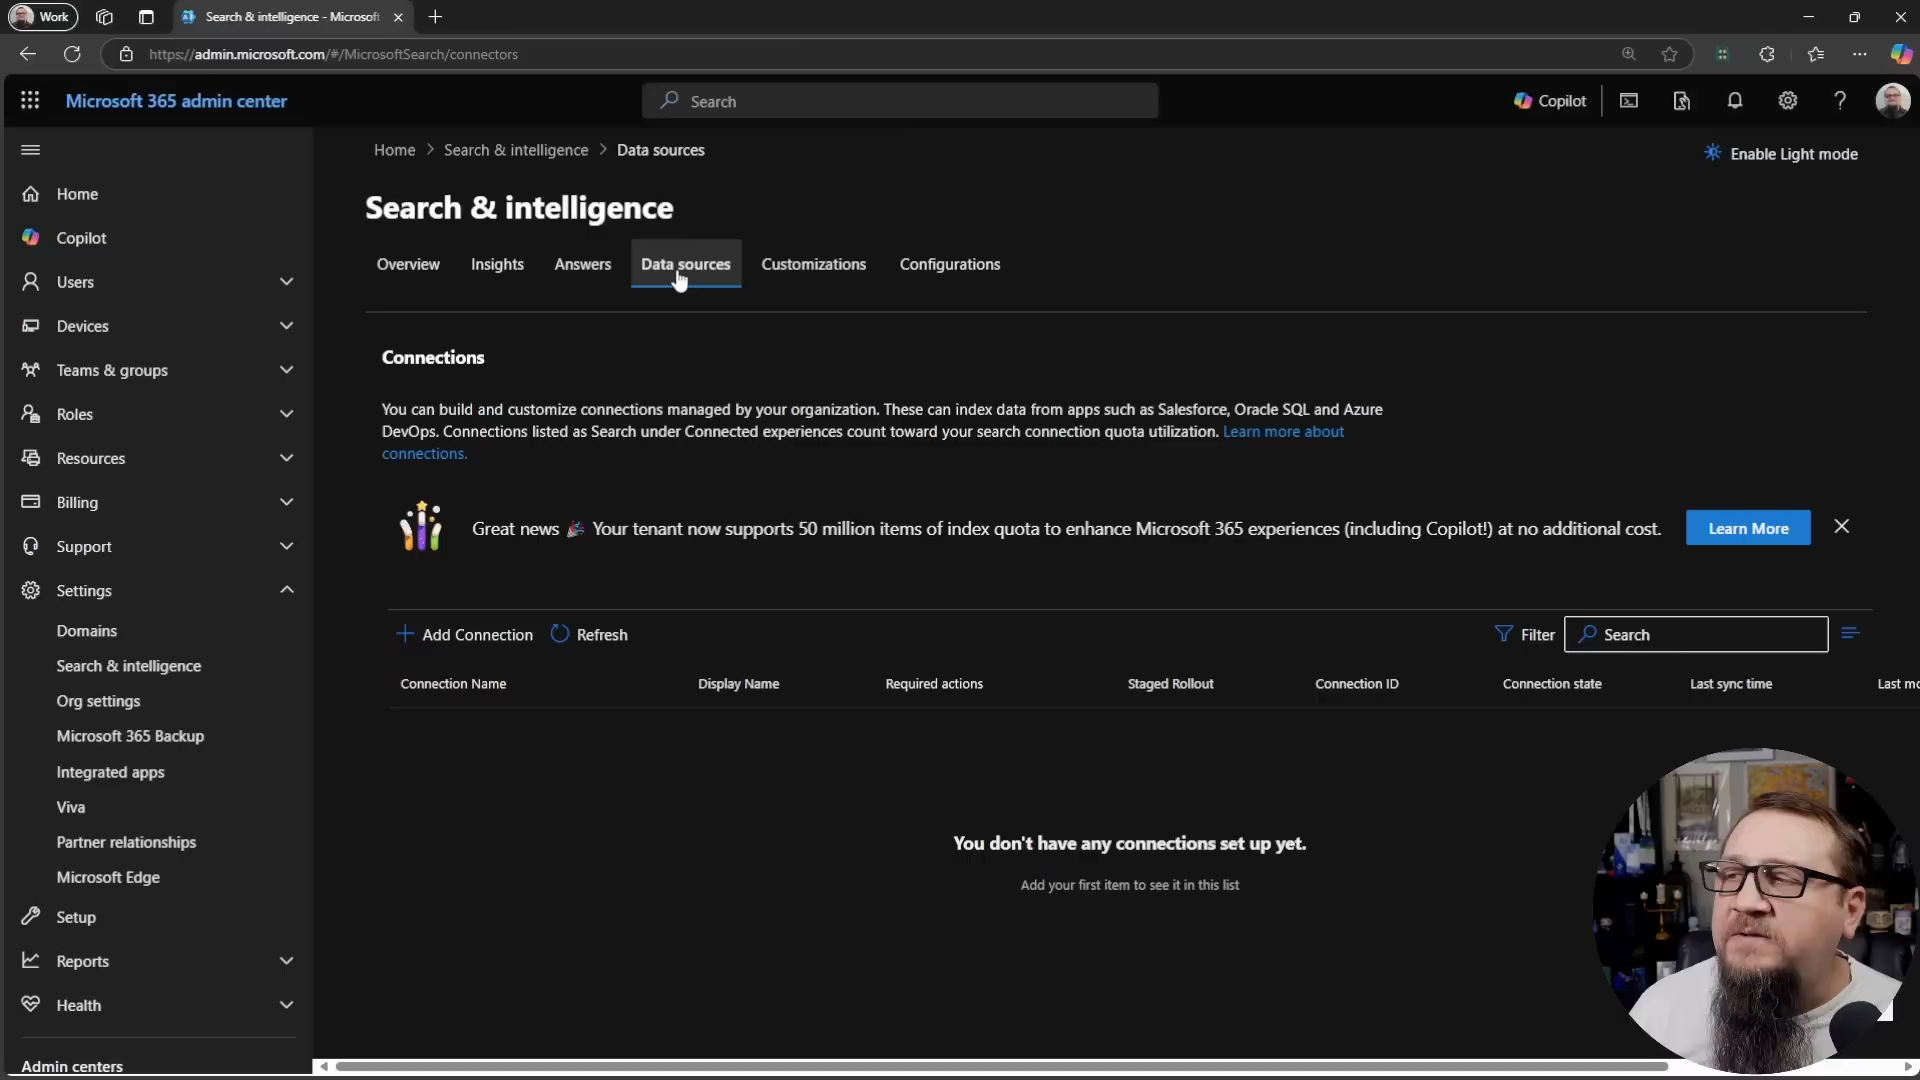 Work
Search & intelligence - Microsoft
https://admin.microsoft.com/#/MicrosoftSearch/connectors
Microsoft 365 admin center
Search
Copilot
Home
Copilot
Users
Devices
Teams & groups
Roles
Resources
Billing
Support
Settings
Domains
Search & intelligence
Org settings
Microsoft 365 Backup
Integrated apps
Viva
Partner relationships
Microsoft Edge
Setup
Reports
Health
Admin centers
Home > Search & intelligence > Data sources
Enable Light mode
Search & intelligence
Overview Insights Answers Data sources Customizations Configurations
Connections
You can build and customize connections managed by your organization. These can index data from apps such as Salesforce, Oracle SQL and Azure
DevOps. Connections listed as Search under Connected experiences count toward your search connection quota utilization. Learn more about
connections.
Great news 🎉 Your tenant now supports 50 million items of index quota to enhance Microsoft 365 experiences (including Copilot!) at no additional cost.
Learn More
Add Connection Refresh Filter Search
Connection Name Display Name Required actions Staged Rollout Connection ID Connection state Last sync time Last mo
You don't have any connections set up yet.
Add your first item to see it in this list